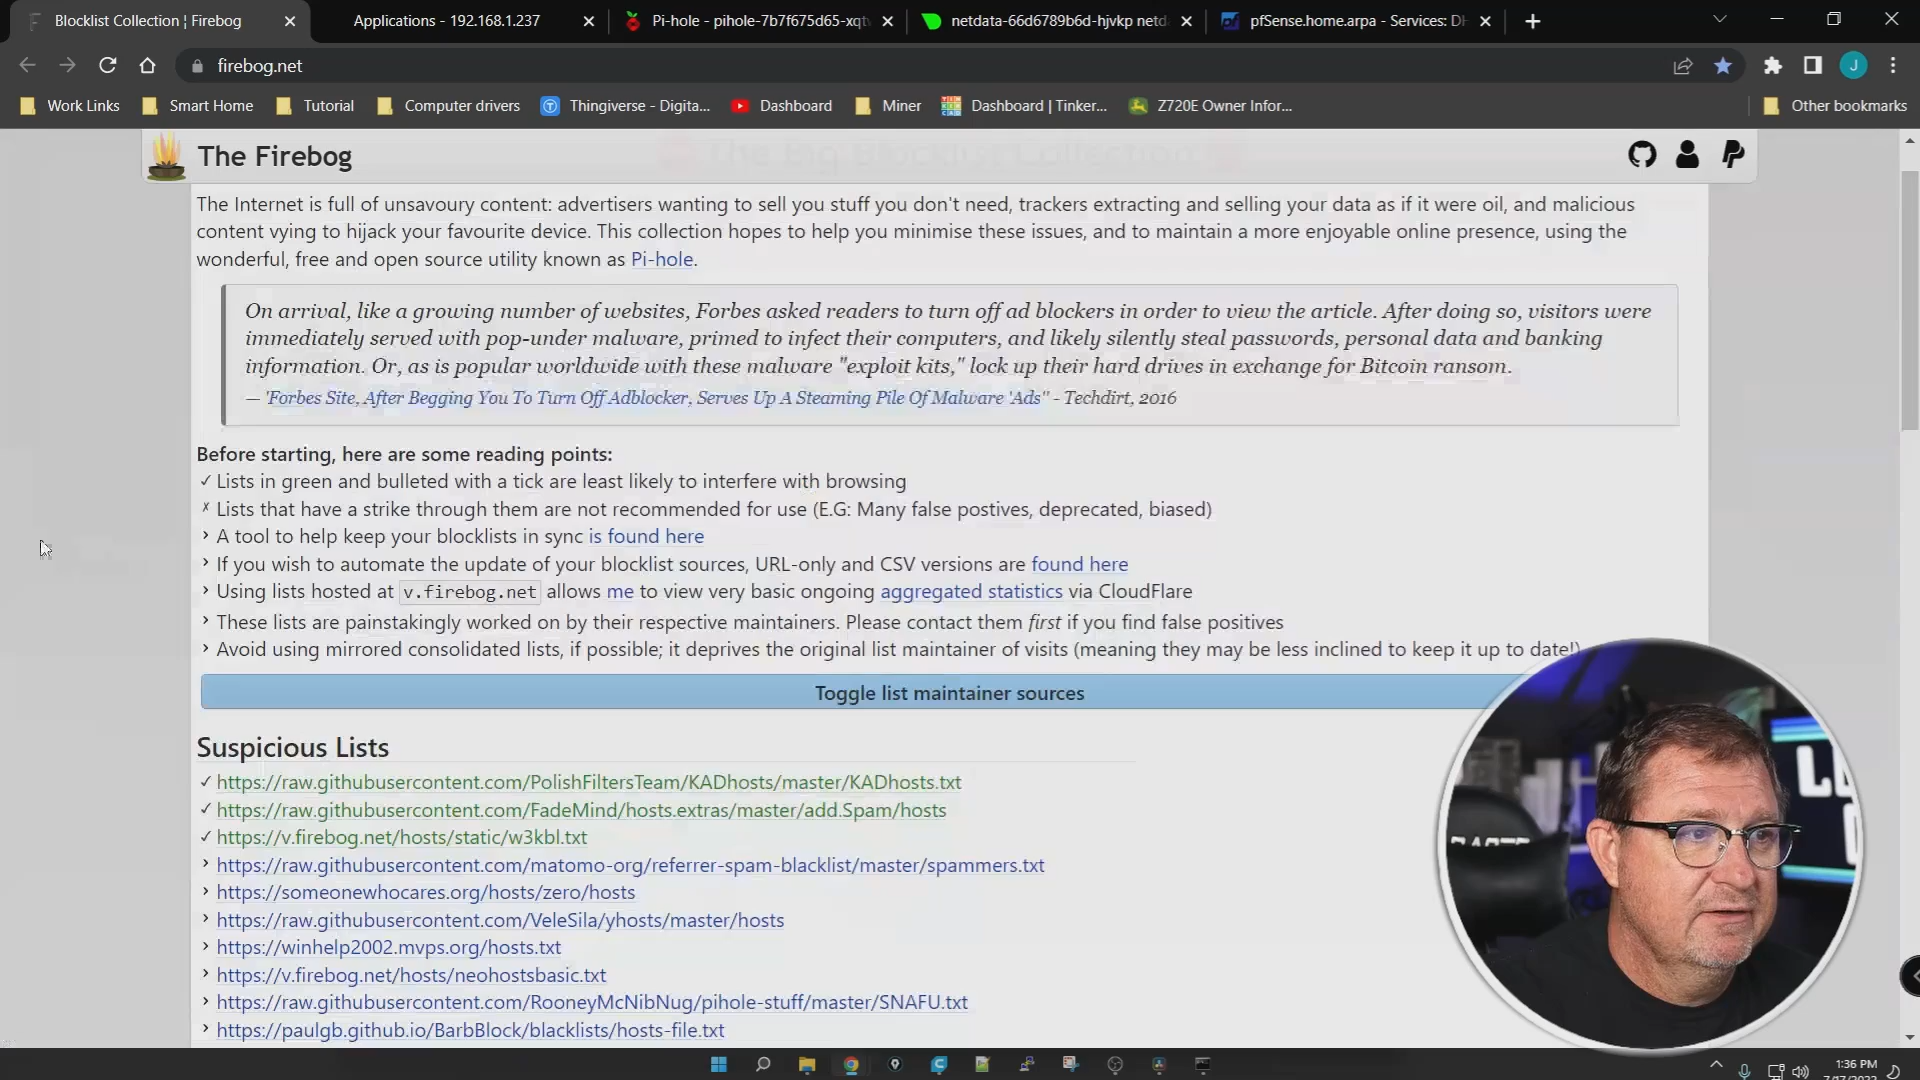 Blocklist Collection | Firebog
Applications - 192.168.1.237
Pi-hole - pihole-7b7f675d65-xqt
netdata-66d6789b6d-hjvkp netd
pfSense.home.arpa - Services: D
firebog.net
J
Work Links
Smart Home
Tutorial
Computer drivers
Thingiverse - Digita...
Dashboard
Miner
Dashboard | Tinker...
Z720E Owner Infor...
Other bookmarks
The Firebog
The Big Blocklist Collection
The Internet is full of unsavoury content: advertisers wanting to sell you stuff you don't need, trackers extracting and selling your data as if it were oil, and malicious
content vying to hijack your favourite device. This collection hopes to help you minimise these issues, and to maintain a more enjoyable online presence, using the
wonderful, free and open source utility known as Pi-hole.
On arrival, like a growing number of websites, Forbes asked readers to turn off ad blockers in order to view the article. After doing so, visitors were
immediately served with pop-under malware, primed to infect their computers, and likely silently steal passwords, personal data and banking
information. Or, as is popular worldwide with these malware "exploit kits," lock up their hard drives in exchange for Bitcoin ransom.
— 'Forbes Site, After Begging You To Turn Off Adblocker, Serves Up A Steaming Pile Of Malware 'Ads'' - Techdirt, 2016
Before starting, here are some reading points:
✓ Lists in green and bulleted with a tick are least likely to interfere with browsing
✗ Lists that have a strike through them are not recommended for use (E.G: Many false postives, deprecated, biased)
› A tool to help keep your blocklists in sync is found here
› If you wish to automate the update of your blocklist sources, URL-only and CSV versions are found here
› Using lists hosted at v.firebog.net allows me to view very basic ongoing aggregated statistics via CloudFlare
› These lists are painstakingly worked on by their respective maintainers. Please contact them first if you find false positives
› Avoid using mirrored consolidated lists, if possible; it deprives the original list maintainer of visits (meaning they may be less inclined to keep it up to date!)
Toggle list maintainer sources
Suspicious Lists
✓ https://raw.githubusercontent.com/PolishFiltersTeam/KADhosts/master/KADhosts.txt
✓ https://raw.githubusercontent.com/FadeMind/hosts.extras/master/add.Spam/hosts
✓ https://v.firebog.net/hosts/static/w3kbl.txt
› https://raw.githubusercontent.com/matomo-org/referrer-spam-blacklist/master/spammers.txt
› https://someonewhocares.org/hosts/zero/hosts
› https://raw.githubusercontent.com/VeleSila/yhosts/master/hosts
› https://winhelp2002.mvps.org/hosts.txt
› https://v.firebog.net/hosts/neohostsbasic.txt
› https://raw.githubusercontent.com/RooneyMcNibNug/pihole-stuff/master/SNAFU.txt
› https://paulgb.github.io/BarbBlock/blacklists/hosts-file.txt
1:36 PM